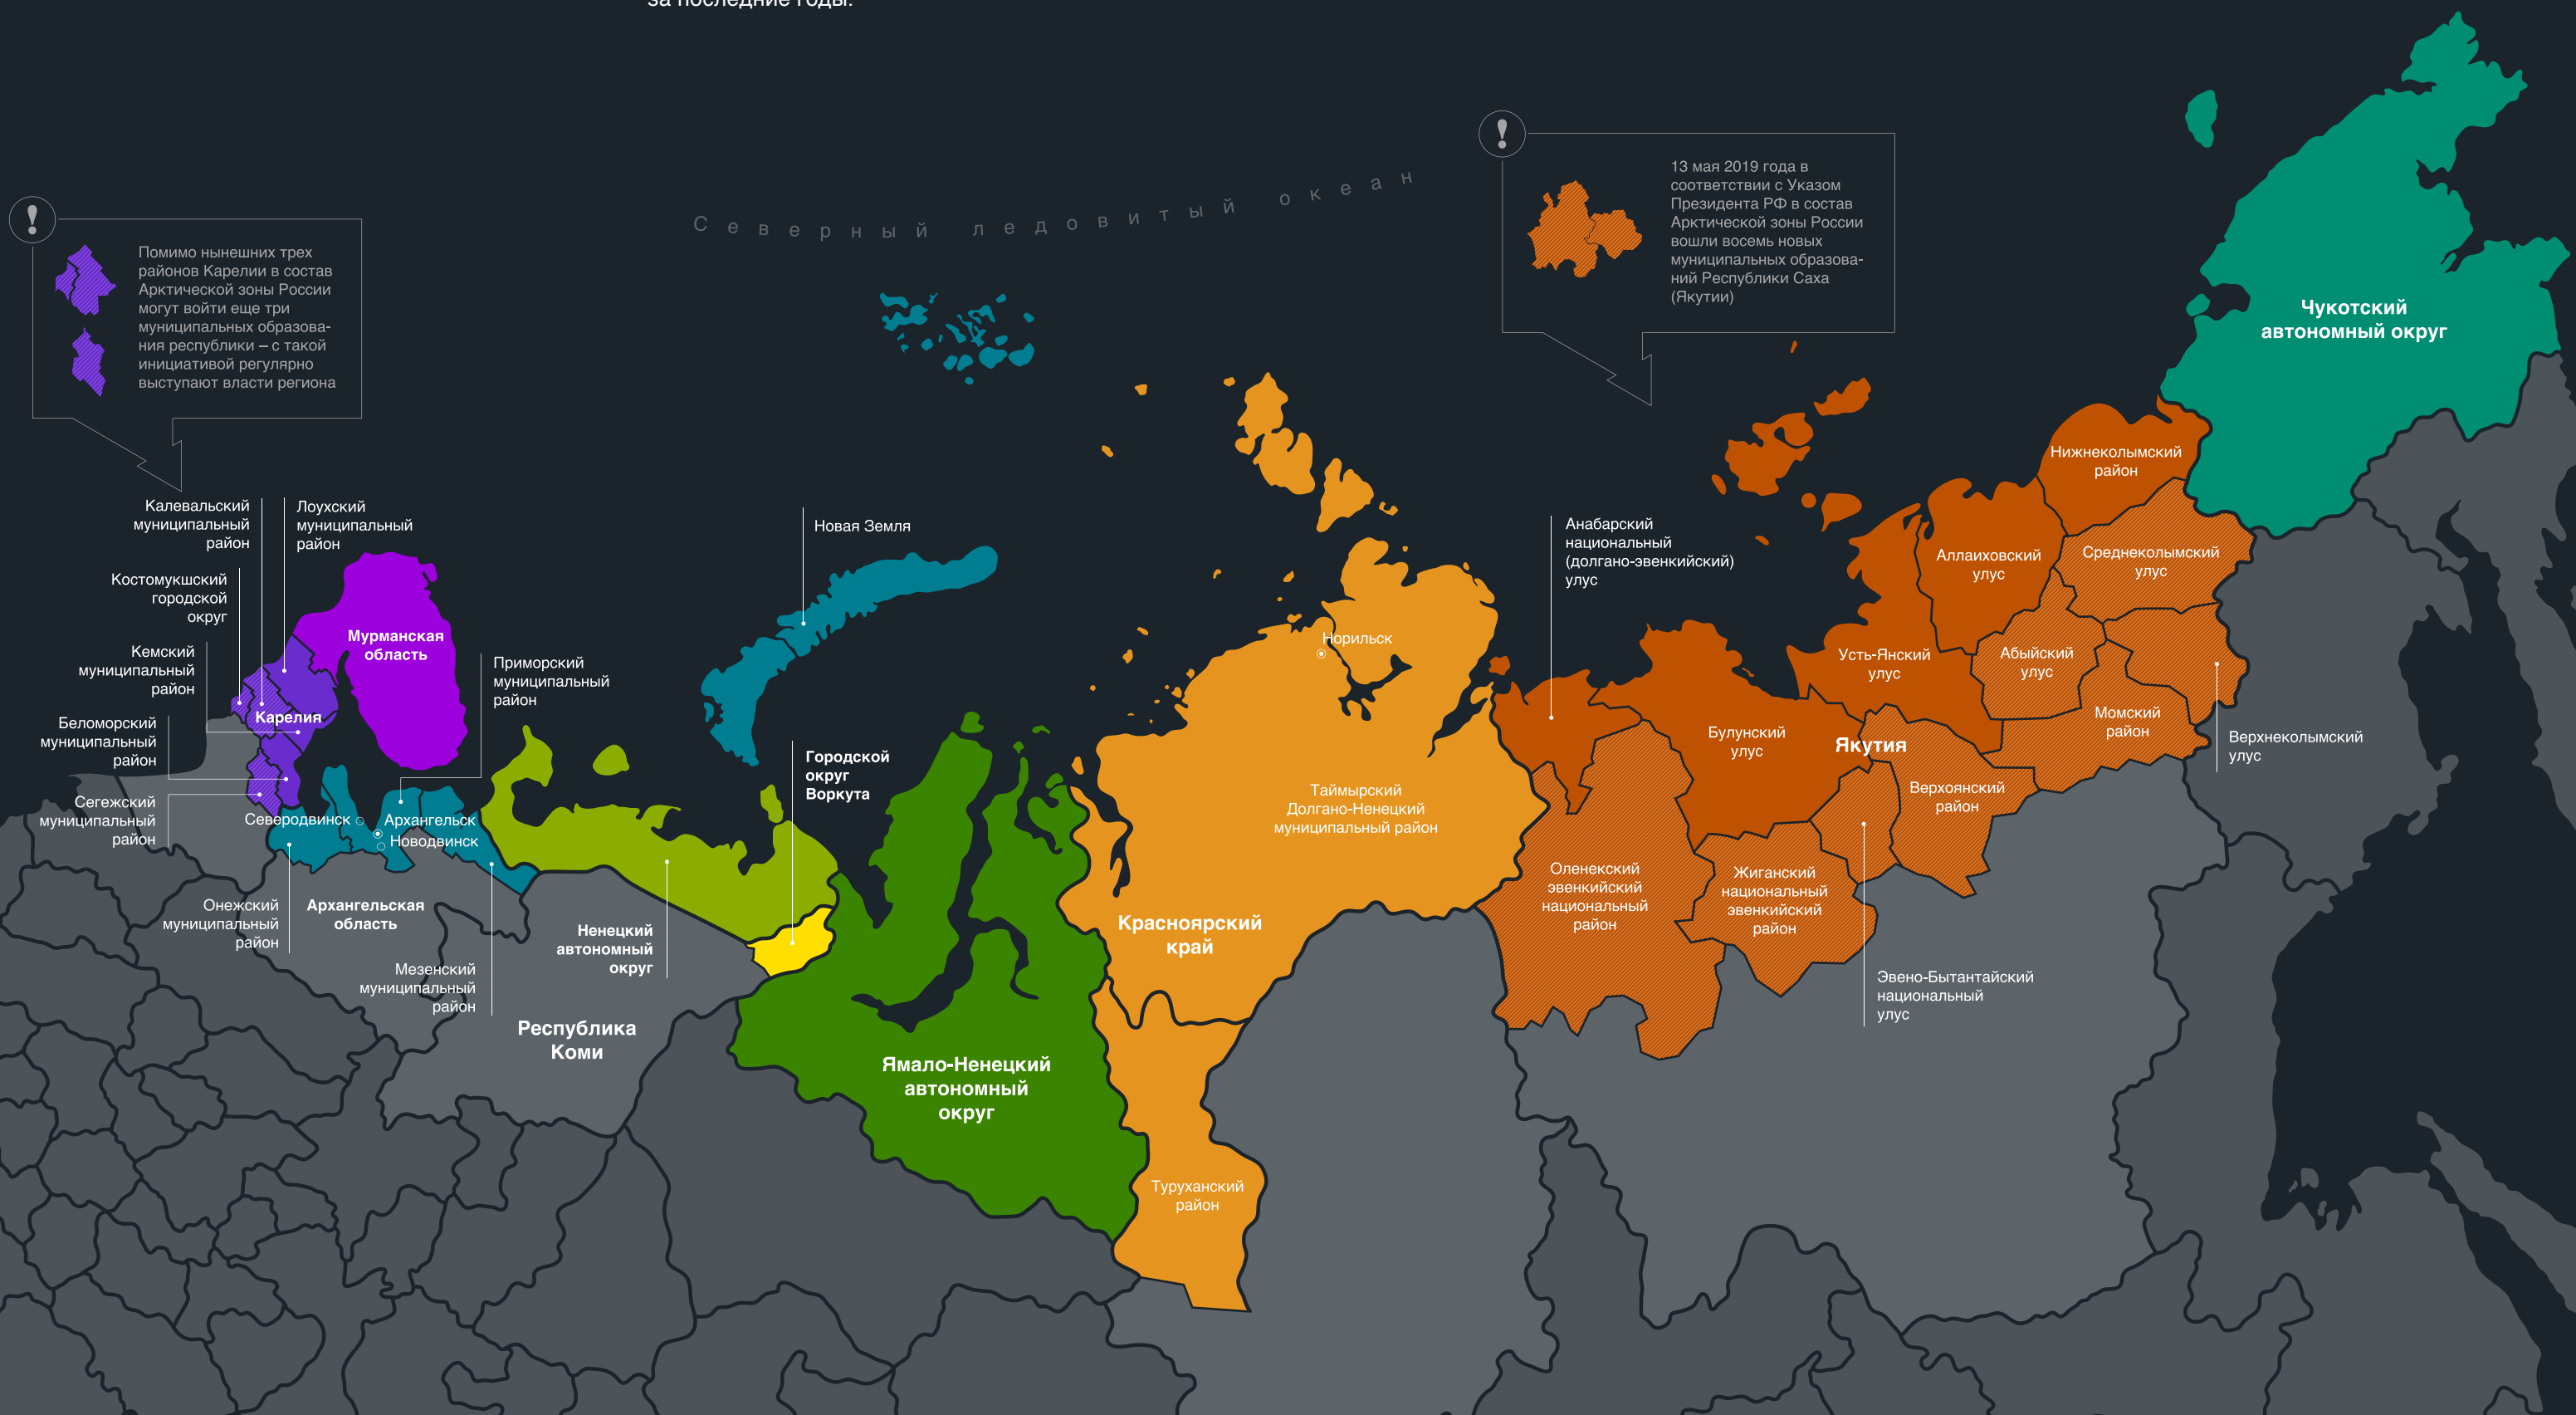 за последние годы.
Северный ледовитый океан
Помимо нынешних трех
районов Карелии в состав
Арктической зоны России
могут войти еще три
муниципальных образова-
ния республики – с такой
инициативой регулярно
выступают власти региона
13 мая 2019 года в
соответствии с Указом
Президента РФ в состав
Арктической зоны России
вошли восемь новых
муниципальных образова-
ний Республики Саха
(Якутии)
Чукотский
автономный округ
Калевальский
муниципальный
район
Лоухский
муниципальный
район
Костомукшский
городской
округ
Кемский
муниципальный
район
Беломорский
муниципальный
район
Сегежский
муниципальный
район
Мурманская
область
Карелия
Приморский
муниципальный
район
Северодвинск
Архангельск
Новодвинск
Онежский
муниципальный
район
Архангельская
область
Мезенский
муниципальный
район
Республика
Коми
Ненецкий
автономный
округ
Новая Земля
Городской
округ
Воркута
Ямало-Ненецкий
автономный
округ
Норильск
Таймырский
Долгано-Ненецкий
муниципальный район
Красноярский
край
Туруханский
район
Анабарский
национальный
(долгано-эвенкийский)
улус
Оленекский
эвенкийский
национальный
район
Булунский
улус
Якутия
Жиганский
национальный
эвенкийский
район
Усть-Янский
улус
Верхоянский
район
Эвено-Бытантайский
национальный
улус
Аллаиховский
улус
Нижнеколымский
район
Среднеколымский
улус
Абыйский
улус
Момский
район
Верхнеколымский
улус